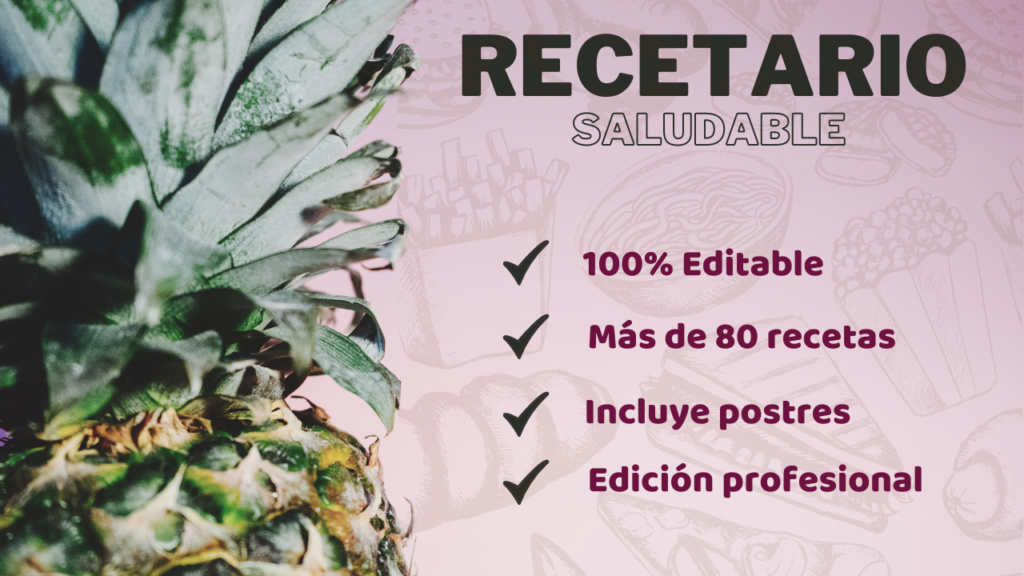 RECETARIO
SALUDABLE
100% Editable
Más de 80 recetas
Incluye postres
Edición profesional